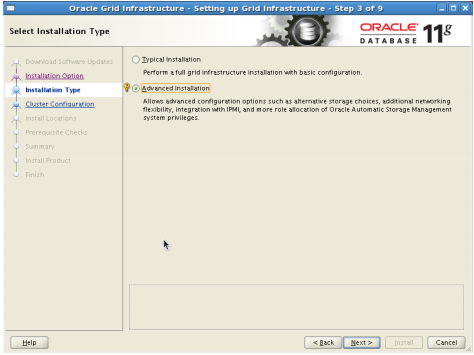 Oracle Grid Infrastructure - Setting up Grid Infrastructure - Step 3 of 9
Select Installation Type
ORACLE
DATABASE
11g
Download Software Updates
Installation Option
Installation Type
Cluster Configuration
Install Locations
Prerequisite Checks
Summary
Install Product
Finish
Typical Installation
Perform a full grid infrastructure installation with basic configuration.
Advanced Installation
Allows advanced configuration options such as alternative storage choices, additional networking
flexibility, integration with IPMI, and more role allocation of Oracle Automatic Storage Management
system privileges.
Help
< Back
Next >
Install
Cancel